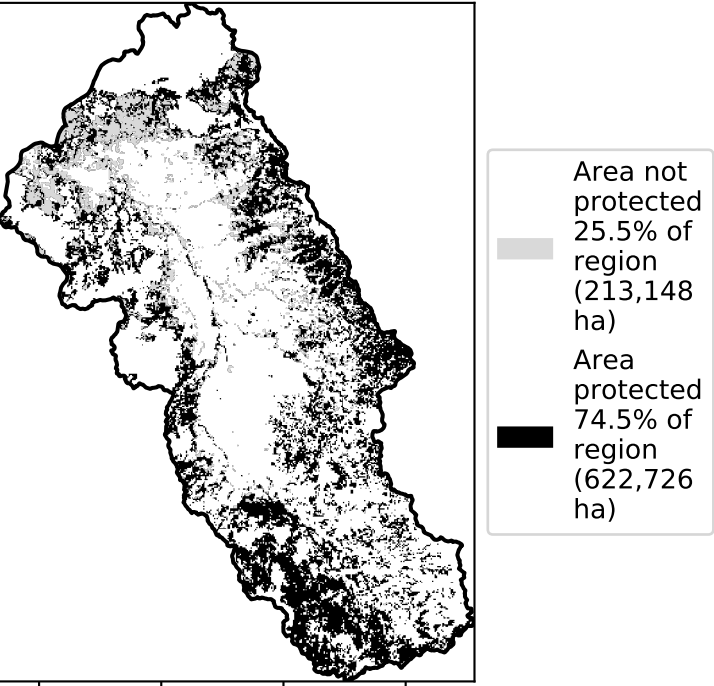 Area not
protected
25.5% of
region
(213,148
ha)
Area
protected
74.5% of
region
(622,726
ha)